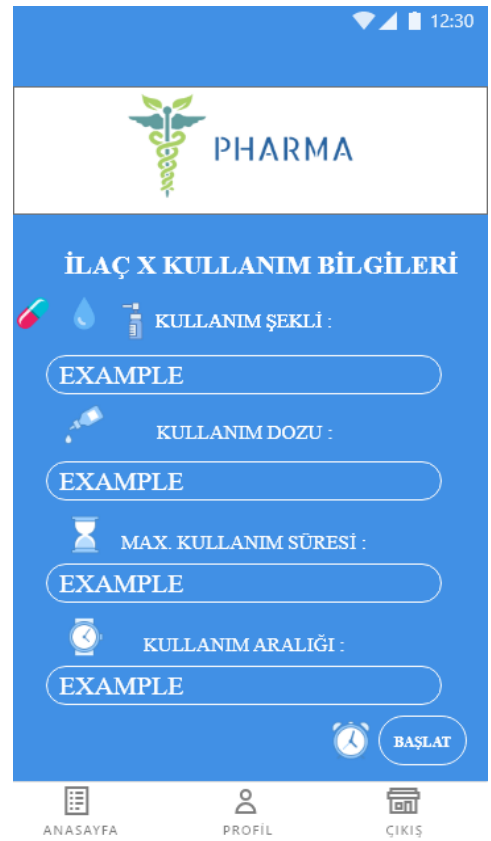 12:30
PHARMA
İLAÇ X KULLANIM BİLGİLERİ
KULLANIM ŞEKLİ :
EXAMPLE
KULLANIM DOZU :
EXAMPLE
MAX. KULLANIM SÜRESİ :
EXAMPLE
KULLANIM ARALIĞI :
EXAMPLE
BAŞLAT
ANASAYFA PROFİL ÇIKIŞ